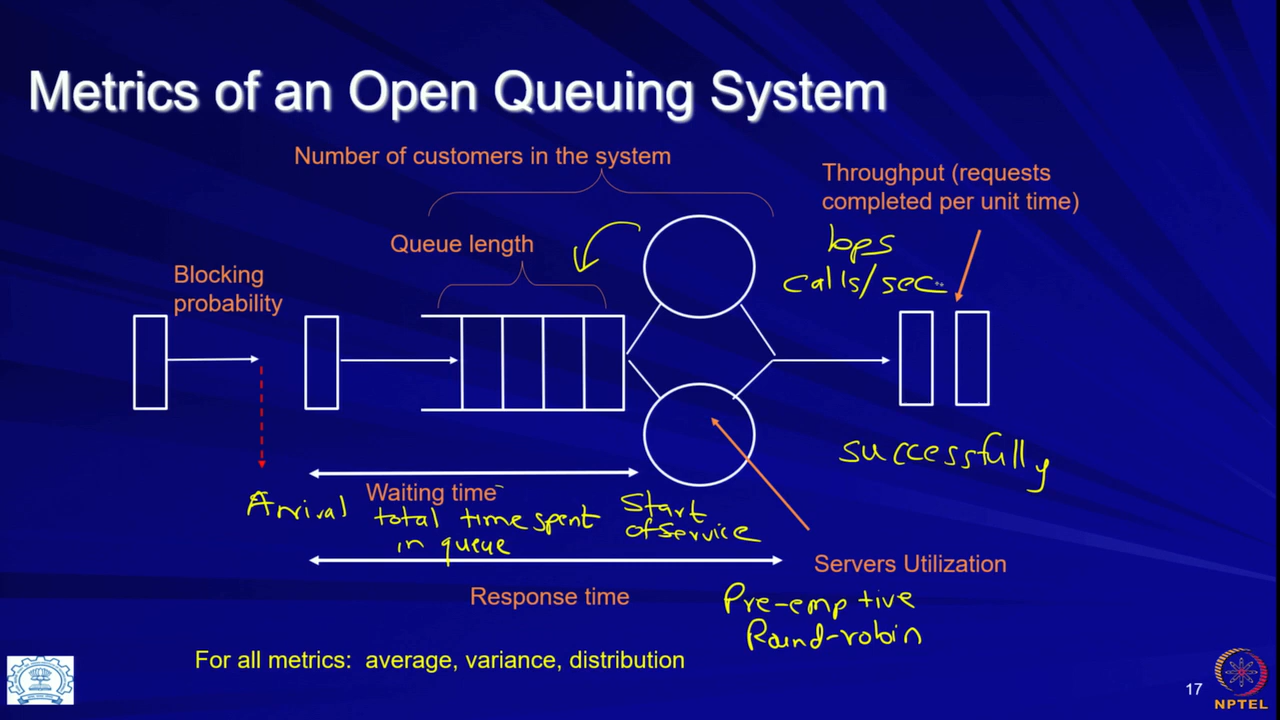 Metrics of an Open Queuing System
Number of customers in the system
Throughput (requests
completed per unit time)
Queue length
bps
calls/sec
Blocking
probability
successfully
Waiting time
Arrival
total time spent
in queue
Start
of service
Servers Utilization
Response time
Pre-emptive
Round-robin
For all metrics: average, variance, distribution
17
NPTEL